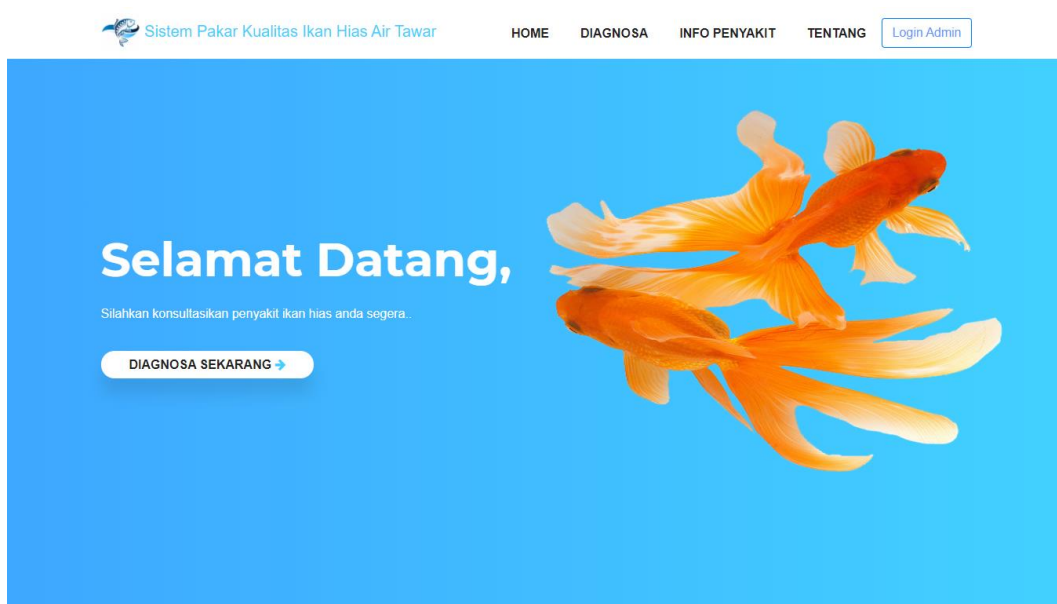 Sistem Pakar Kualitas Ikan Hias Air Tawar
HOME
DIAGNOSA
INFO PENYAKIT
TENTANG
Login Admin
Selamat Datang,
Silahkan konsultasikan penyakit ikan hias anda segera..
DIAGNOSA SEKARANG